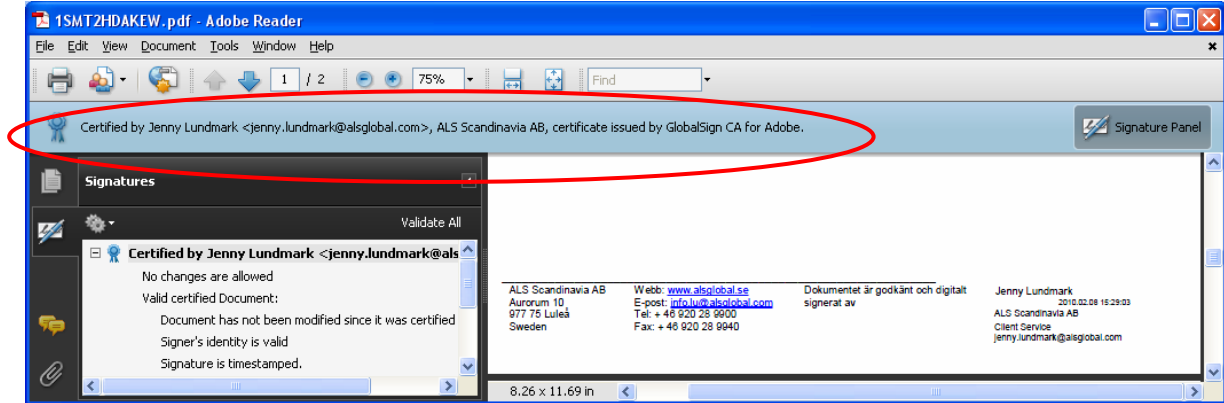 1SMT2HDAKEW.pdf - Adobe Reader
File Edit View Document Tools Window Help
1 / 2 75% Find
Certified by Jenny Lundmark <jenny.lundmark@alsglobal.com>, ALS Scandinavia AB, certificate issued by GlobalSign CA for Adobe.
Signature Panel
Signatures
Validate All
Certified by Jenny Lundmark <jenny.lundmark@als
No changes are allowed
Valid certified Document:
Document has not been modified since it was certified
Signer's identity is valid
Signature is timestamped.
ALS Scandinavia AB
Aurorum 10
977 75 Luleå
Sweden
Webb: www.alsglobal.se
E-post: info.lu@alsglobal.com
Tel: + 46 920 28 9900
Fax: + 46 920 28 9940
Dokumentet är godkänt och digitalt
signerat av
Jenny Lundmark
2010.02.08 15:29:03
ALS Scandinavia AB
Client Service
jenny.lundmark@alsglobal.com
8.26 x 11.69 in